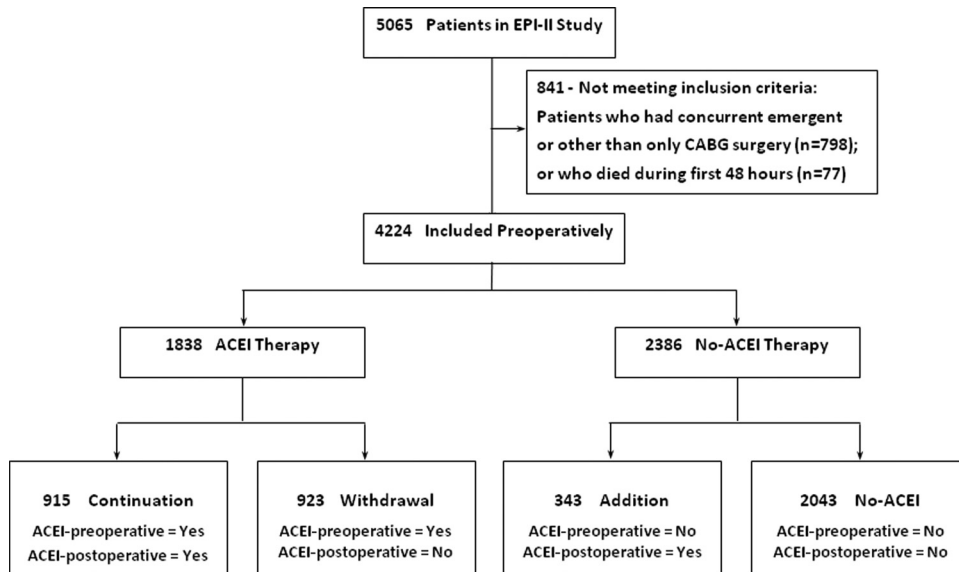 5065 Patients in EPI-II Study
841 - Not meeting inclusion criteria:
Patients who had concurrent emergent
or other than only CABG surgery (n=798);
or who died during first 48 hours (n=77)
4224 Included Preoperatively
1838 ACEI Therapy
2386 No-ACEI Therapy
915 Continuation
ACEI-preoperative = Yes
ACEI-postoperative = Yes
923 Withdrawal
ACEI-preoperative = Yes
ACEI-postoperative = No
343 Addition
ACEI-preoperative = No
ACEI-postoperative = Yes
2043 No-ACEI
ACEI-preoperative = No
ACEI-postoperative = No